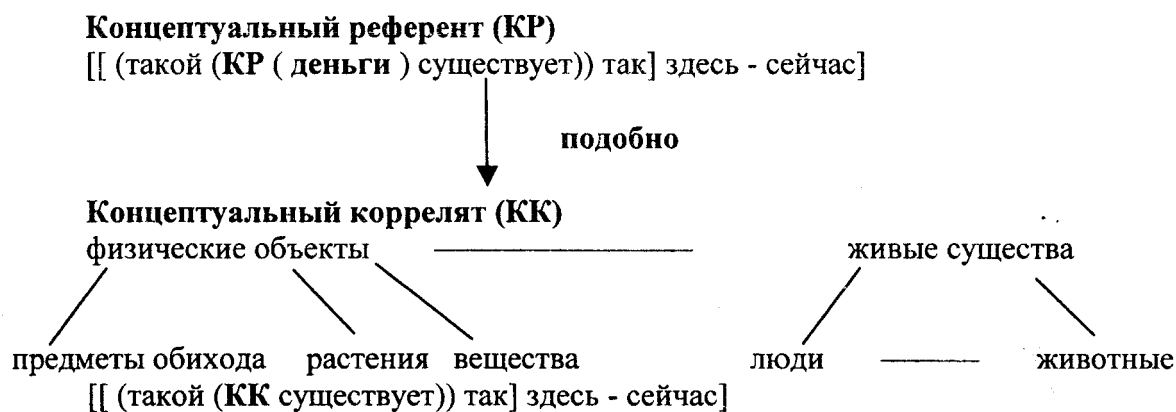 Концептуальный референт (КР)
[[ (такой (КР ( деньги ) существует)) так] здесь - сейчас]
подобно
Концептуальный коррелят (КК)
физические объекты живые существа
предметы обихода растения вещества люди животные
[[ (такой (КК существует)) так] здесь - сейчас]